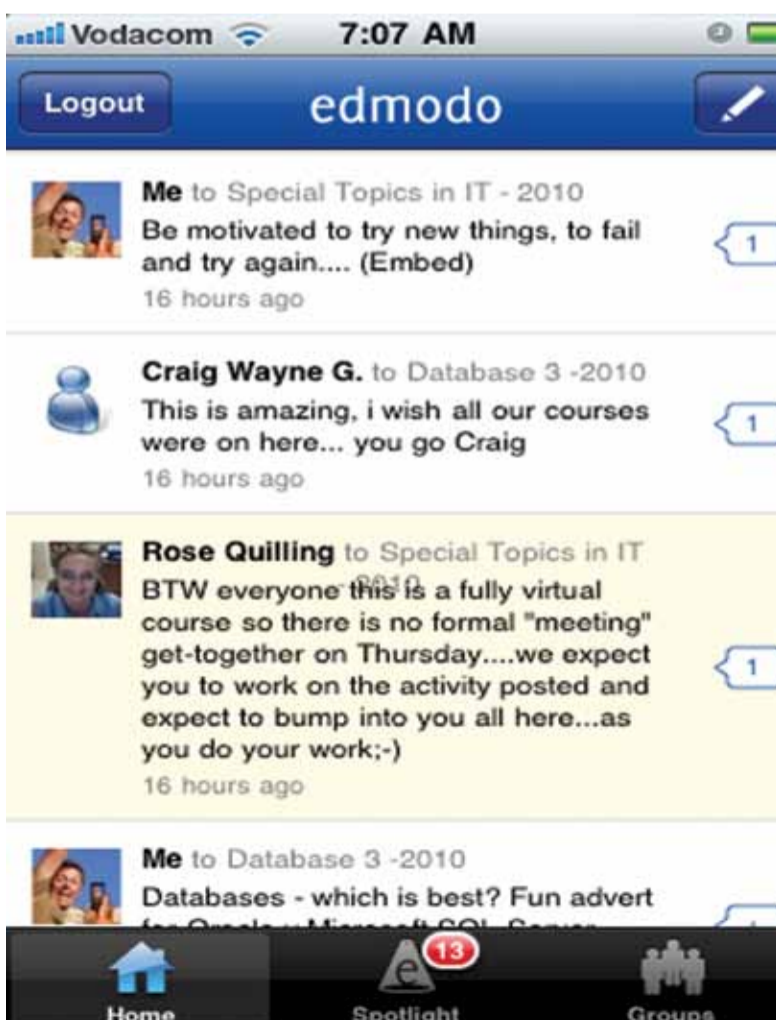 Vodacom 7:07 AM
Logout edmodo
Me to Special Topics in IT - 2010
Be motivated to try new things, to fail
and try again.... (Embed)
1
16 hours ago
Craig Wayne G. to Database 3 -2010
This is amazing, i wish all our courses
were on here... you go Craig
1
16 hours ago
Rose Quilling to Special Topics in IT
- 2010
BTW everyone this is a fully virtual
course so there is no formal "meeting"
get-together on Thursday....we expect
you to work on the activity posted and
expect to bump into you all here...as
you do your work;-)
1
16 hours ago
Me to Database 3 -2010
Databases - which is best? Fun advert
for Oracle v Microsoft SQL Server
13
Home Spotlight Groups